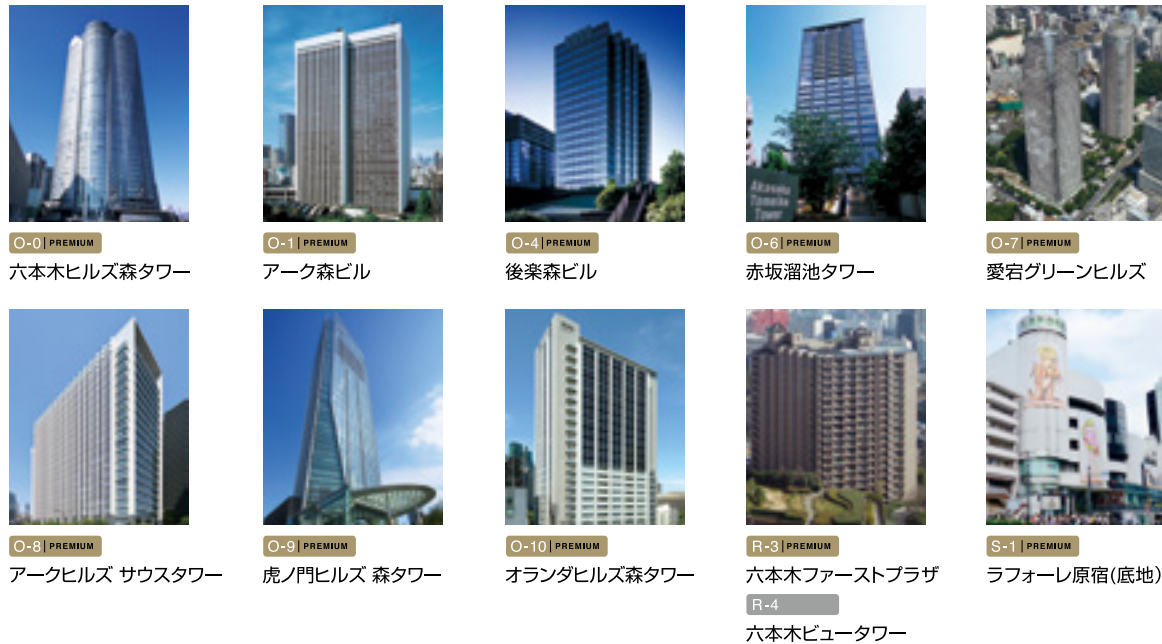 Akasaka
Tameike
Tower
O-0 PREMIUM
六本木ヒルズ森タワー
O-1 PREMIUM
アーク森ビル
O-4 PREMIUM
後楽森ビル
O-6 PREMIUM
赤坂溜池タワー
O-7 PREMIUM
愛宕グリーンヒルズ
O-8 PREMIUM
アークヒルズ サウスタワー
O-9 PREMIUM
虎ノ門ヒルズ 森タワー
O-10 PREMIUM
オランダヒルズ森タワー
R-3 PREMIUM
六本木ファーストプラザ
R-4
六本木ビュータワー
S-1 PREMIUM
ラフォーレ原宿(底地)